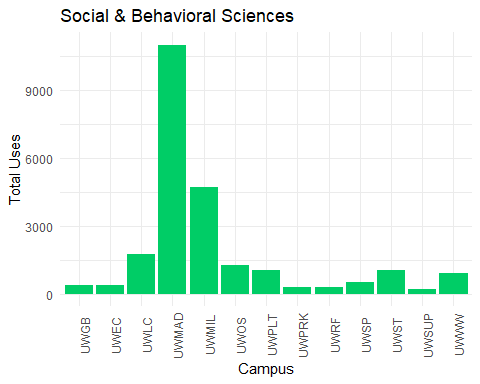 Social & Behavioral Sciences
Total Uses
9000
6000
3000
0
UWGB
UWEC
UWLC
UWMAD
UWMIL
UWOS
UWPLT
UWPRK
UWRF
UWSP
UWST
UWSUP
UWWW
Campus